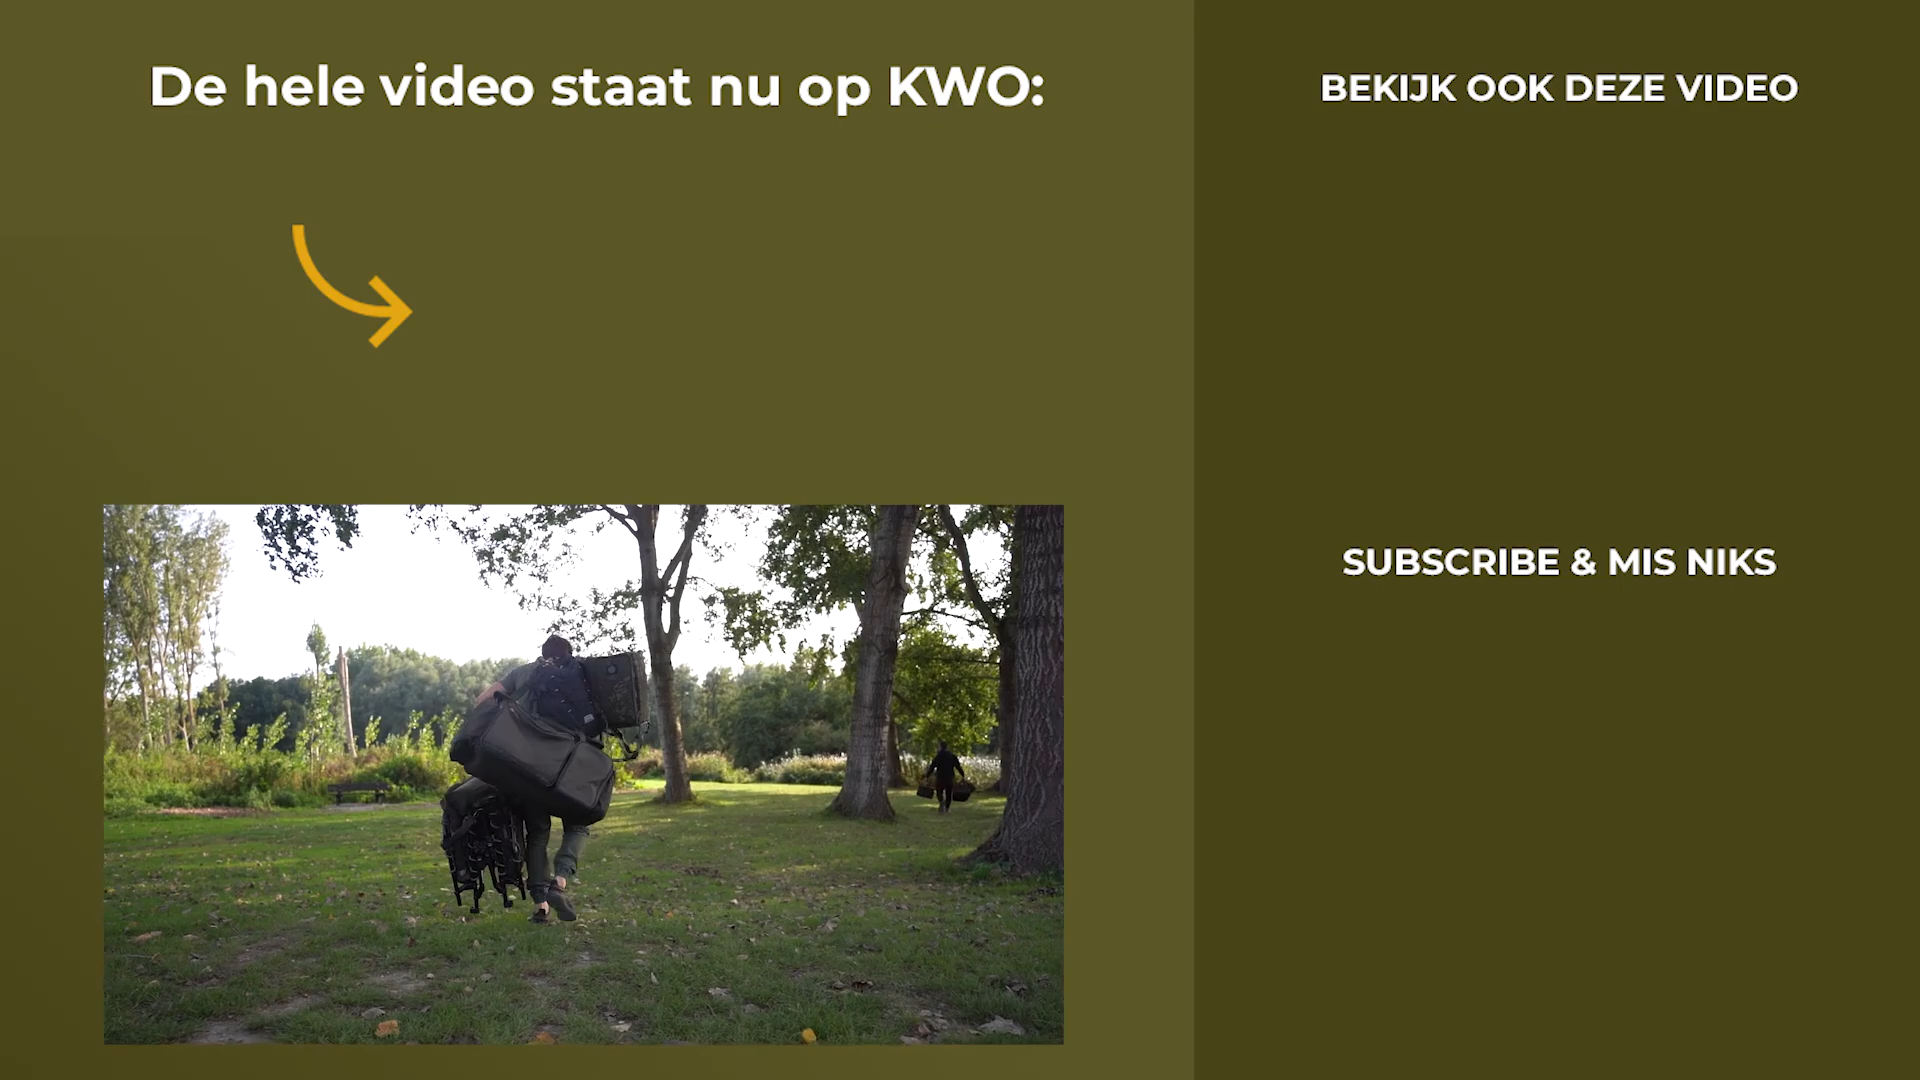 De hele video staat nu op KWO:
BEKIJK OOK DEZE VIDEO
SUBSCRIBE & MIS NIKS